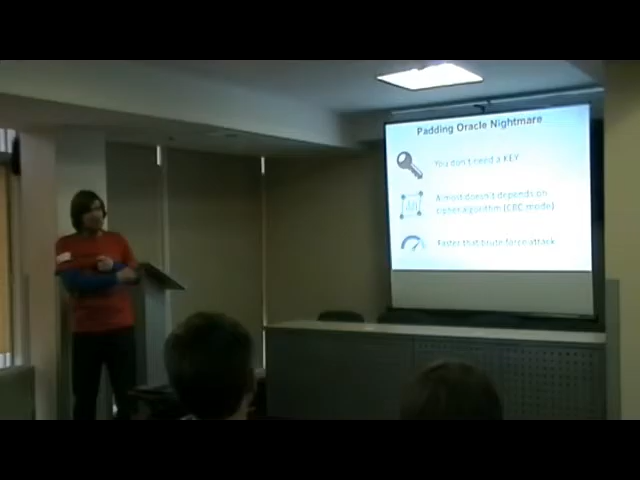 Padding Oracle Nightmare
You don't need a KEY
Almost doesn't depends on
cipher algorithm (CBC mode)
Faster that brute force attack